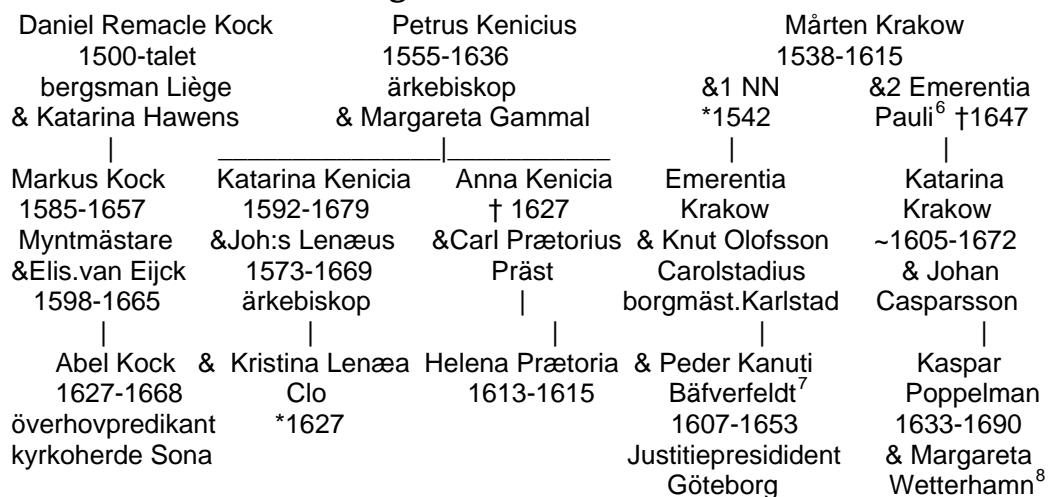 Daniel Remacle Kock Petrus Kenicius Mårten Krakow
1500-talet 1555-1636 1538-1615
bergsman Liège ärkebiskop &1 NN &2 Emerentia
& Katarina Hawens & Margareta Gammal *1542 Pauli⁶ †1647
| ________________|____________ | |
Markus Kock Katarina Kenicia Anna Kenicia Emerentia Katarina
1585-1657 1592-1679 † 1627 Krakow Krakow
Myntmästare &Joh:s Lenæus &Carl Prætorius & Knut Olofsson ~1605-1672
&Elis.van Eijck 1573-1669 Präst Carolstadius & Johan
1598-1665 ärkebiskop | borgmäst.Karlstad Casparsson
| | | | |
Abel Kock & Kristina Lenæa Helena Prætoria & Peder Kanuti Kaspar
1627-1668 Clo 1613-1615 Bäfverfeldt⁷ Poppelman
överhovpredikant *1627 1607-1653 1633-1690
kyrkoherde Sona Justitiepresidident & Margareta
Göteborg Wetterhamn⁸